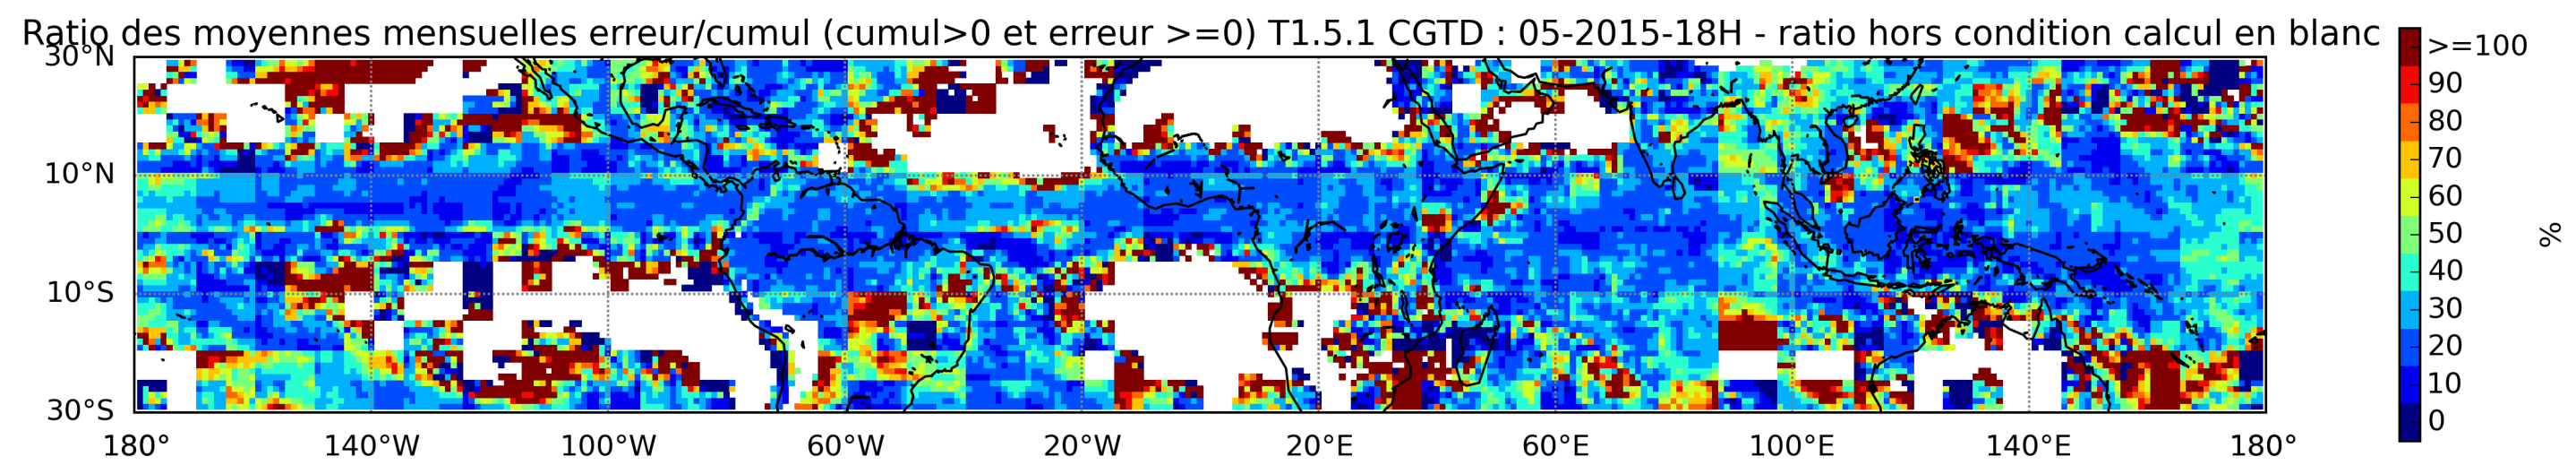 Ratio des moyennes mensuelles erreur/cumul (cumul>0 et erreur >=0) T1.5.1 CGTD : 05-2015-18H - ratio hors condition calcul en blanc
30°N
10°N
10°S
30°S
180°
140°W
100°W
60°W
20°W
20°E
60°E
100°E
140°E
180°
>=100
90
80
70
60
50
40
30
20
10
0
%